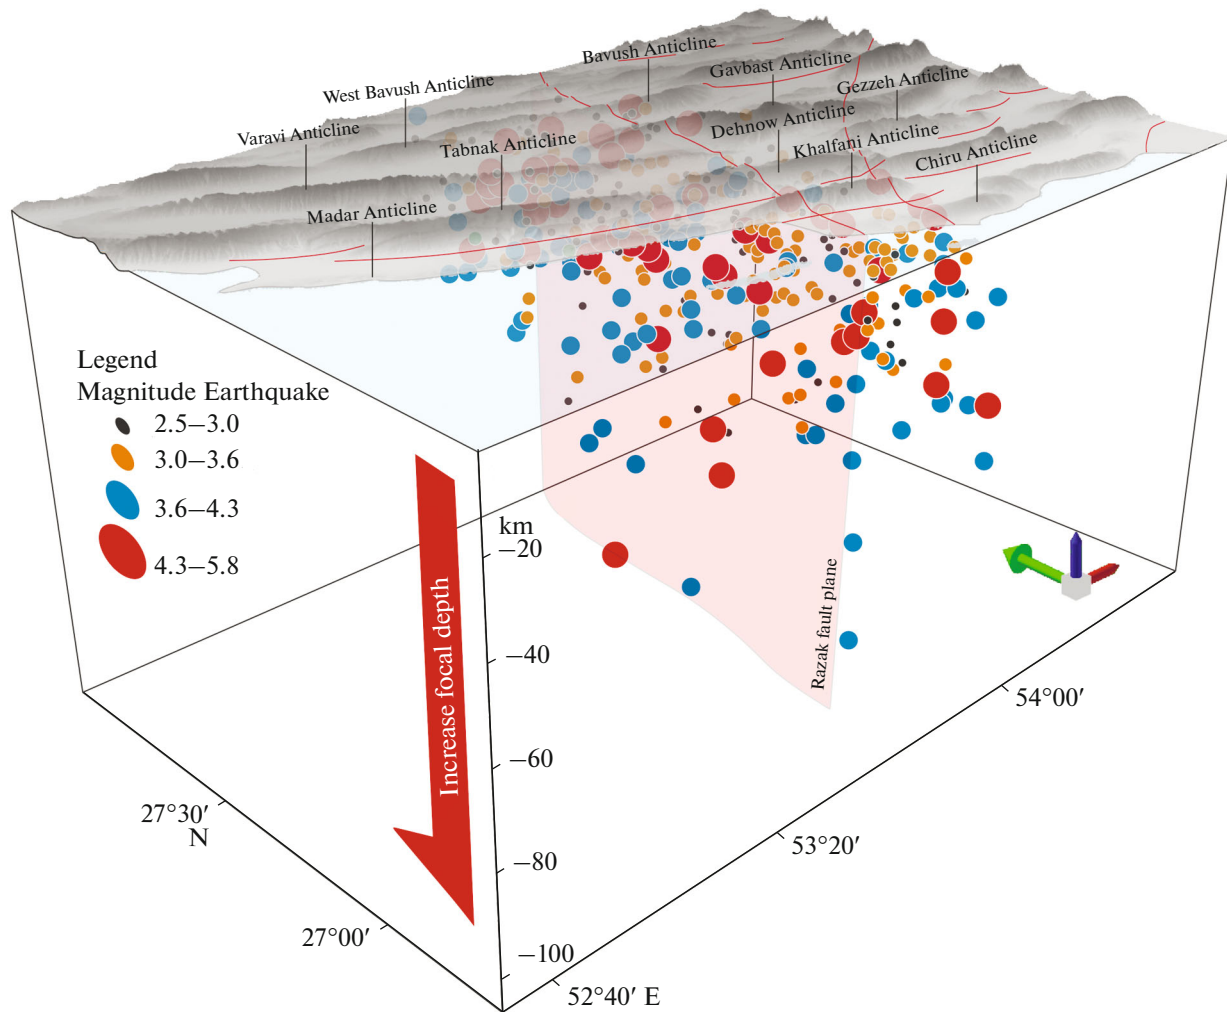 Bavush Anticline
Gavbast Anticline
Gezzeh Anticline
West Bavush Anticline
Varavi Anticline
Dehnow Anticline
Tabnak Anticline
Khalfani Anticline
Chiru Anticline
Madar Anticline
Legend
Magnitude Earthquake
2.5–3.0
3.0–3.6
3.6–4.3
4.3–5.8
Increase focal depth
km
–20
–40
–60
–80
–100
Razak fault plane
27°30′
N
27°00′
52°40′ E
53°20′
54°00′